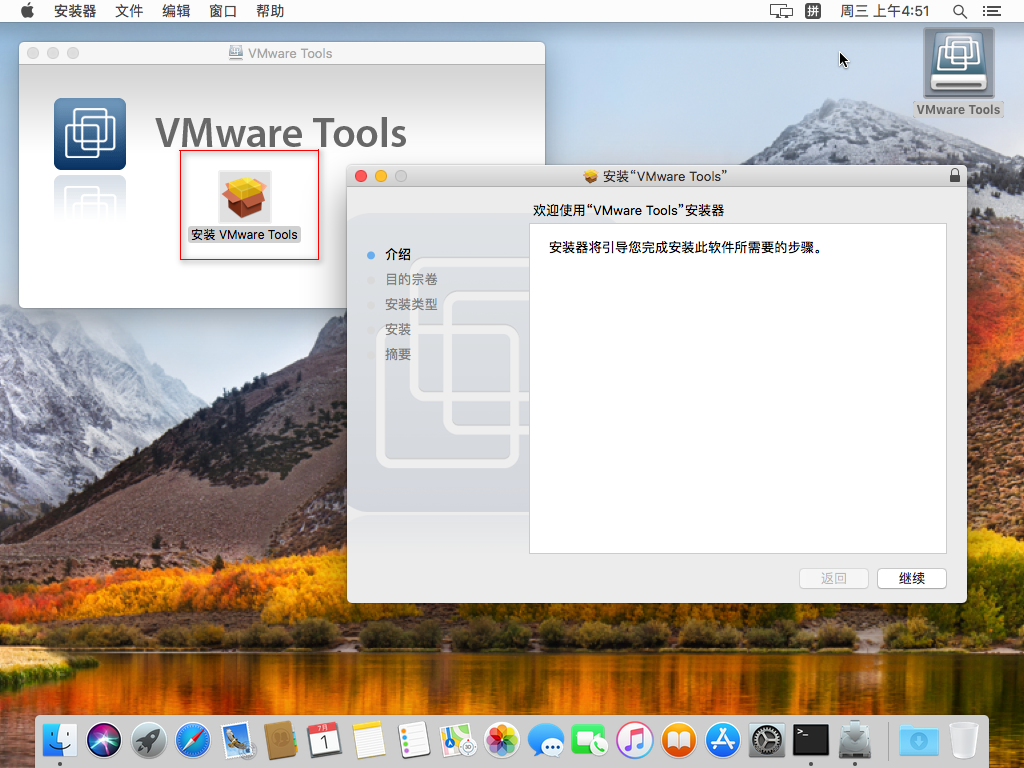 安装器 文件 编辑 窗口 帮助 拼 周三 上午4:51
VMware Tools
VMware Tools
VMware Tools
安装 VMware Tools
安装“VMware Tools”
欢迎使用“VMware Tools”安装器
介绍
目的宗卷
安装类型
安装
摘要
安装器将引导您完成安装此软件所需要的步骤。
返回 继续
7月
1